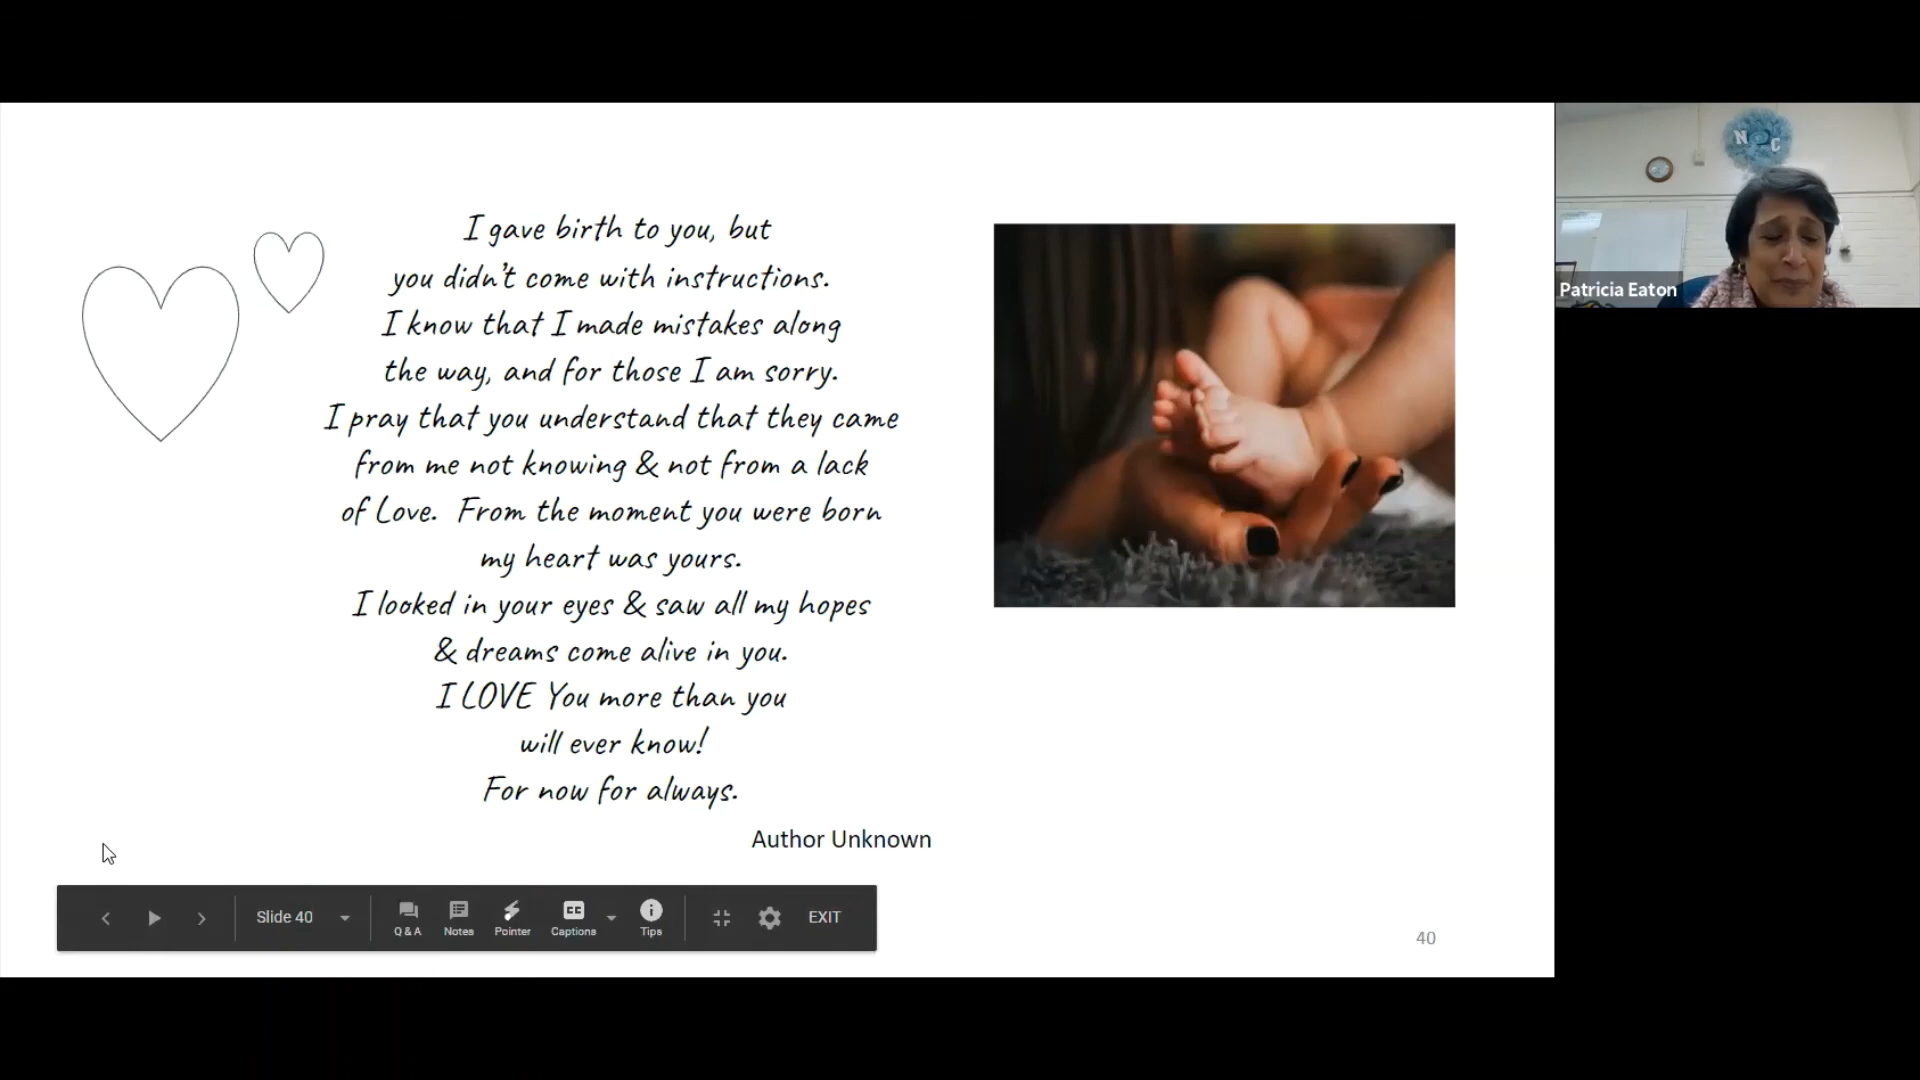 I gave birth to you, but
you didn't come with instructions.
I know that I made mistakes along
the way, and for those I am sorry.
I pray that you understand that they came
from me not knowing & not from a lack
of Love. From the moment you were born
my heart was yours.
I looked in your eyes & saw all my hopes
& dreams come alive in you.
I LOVE You more than you
will ever know!
For now for always.
Author Unknown
Slide 40
Q & A
Notes
Pointer
CC
Captions
Tips
EXIT
40
N C
Patricia Eaton